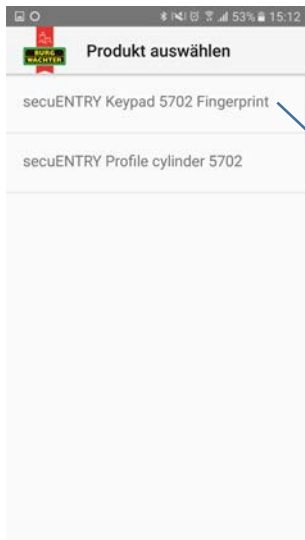 53% 15:12
BURG
WÄCHTER
Produkt auswählen
secuENTRY Keypad 5702 Fingerprint
secuENTRY Profile cylinder 5702